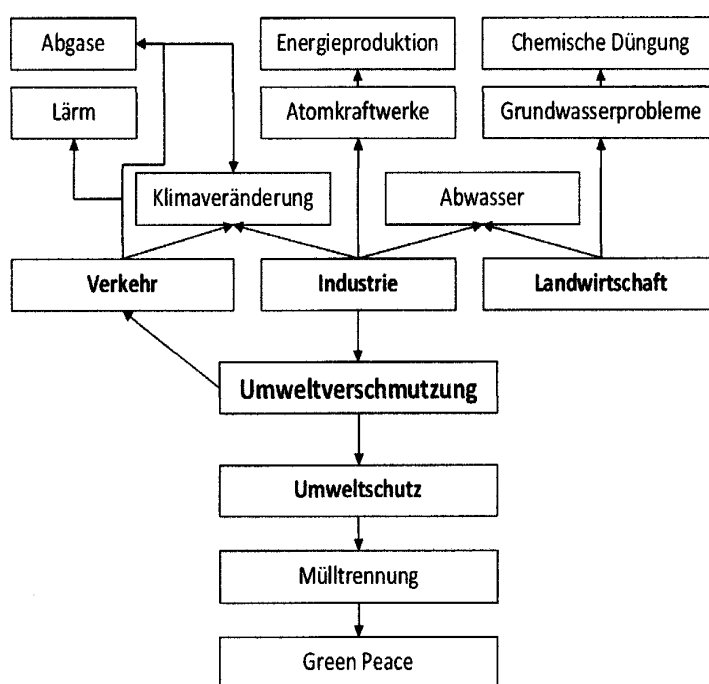 Abgase
Energieproduktion
Chemische Düngung
Lärm
Atomkraftwerke
Grundwasserprobleme
Klimaveränderung
Abwasser
Verkehr
Industrie
Landwirtschaft
Umweltverschmutzung
Umweltschutz
Mülltrennung
Green Peace